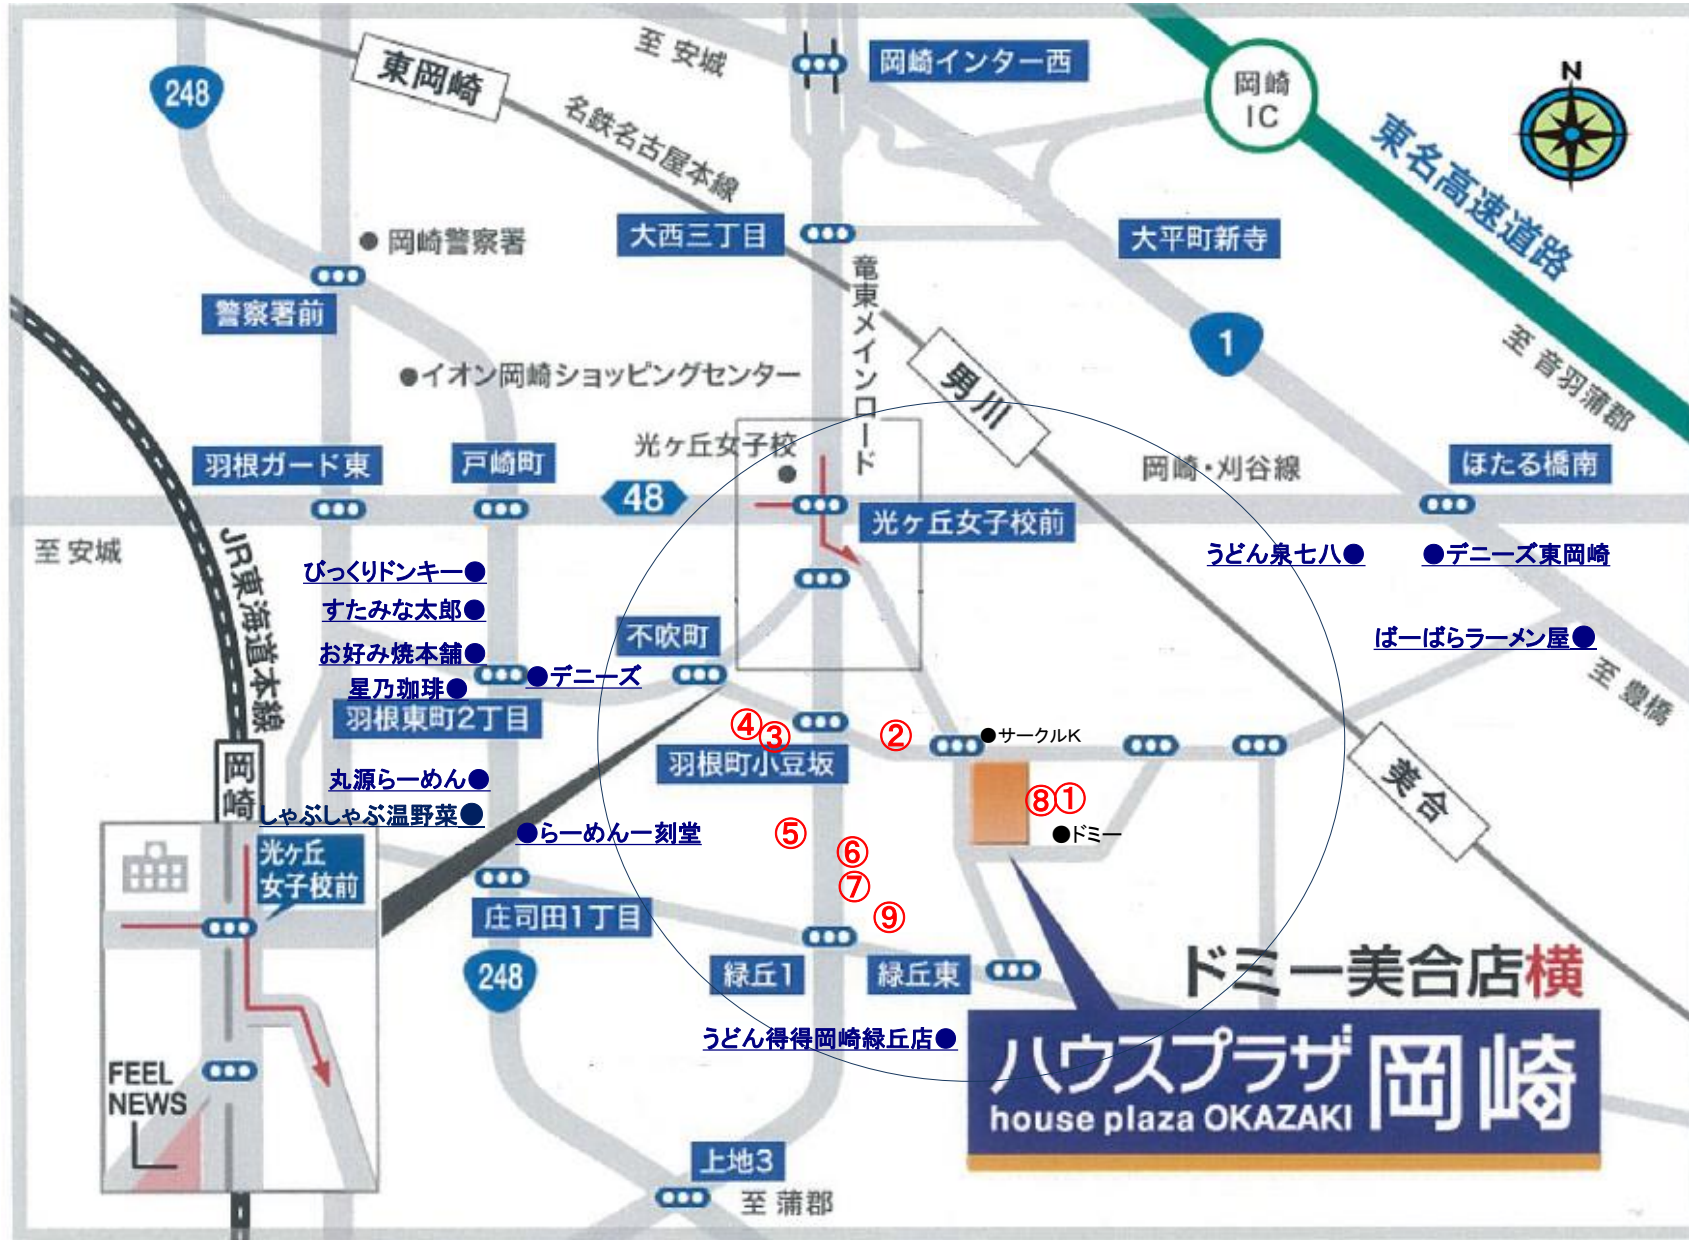 至 安城
岡崎インター西
岡崎
IC
N
東岡崎
248
名鉄名古屋本線
東名高速道路
岡崎警察署
大西三丁目
大平町新寺
竜東メインロード
警察署前
1
至 音羽蒲郡
イオン岡崎ショッピングセンター
男川
光ヶ丘女子校
羽根ガード東
戸崎町
48
岡崎・刈谷線
ほたる橋南
光ヶ丘女子校前
至 安城
JR東海道本線
びっくりドンキー●
うどん泉七八●
●デニーズ東岡崎
すたみな太郎●
不吹町
お好み焼本舗●
ばーばらラーメン屋●
●デニーズ
星乃珈琲●
至 豊橋
羽根東町2丁目
④
③
②
●サークルK
羽根町小豆坂
岡崎
丸源らーめん●
美合
⑧①
しゃぶしゃぶ温野菜●
●らーめん一刻堂
⑤
●ドミー
⑥
光ヶ丘
女子校前
⑦
庄司田1丁目
⑨
248
緑丘1
緑丘東
ドミー美合店横
うどん得得岡崎緑丘店●
ハウスプラザ 岡崎
house plaza OKAZAKI
FEEL
NEWS
上地3
至 蒲郡